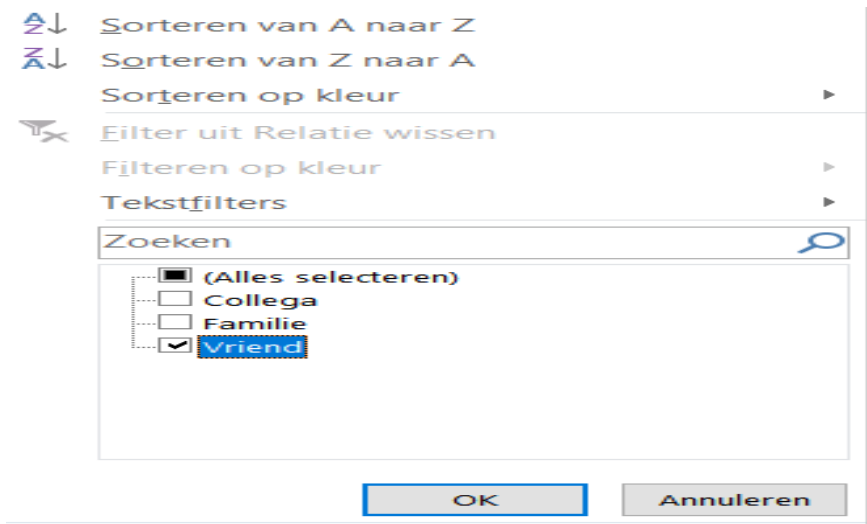 Sorteren van A naar Z
Sorteren van Z naar A
Sorteren op kleur
Filter uit Relatie wissen
Filteren op kleur
Tekstfilters
Zoeken
(Alles selecteren)
Collega
Familie
Vriend
OK Annuleren